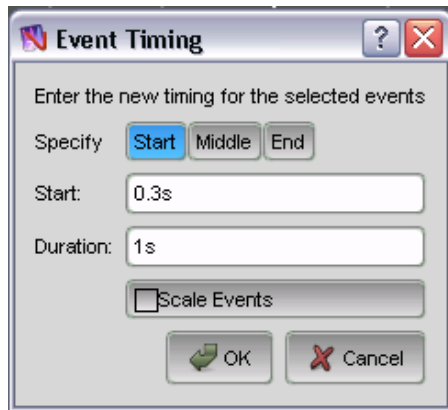 Event Timing
Enter the new timing for the selected events
Specify Start Middle End
Start: 0.3s
Duration: 1s
Scale Events
OK Cancel